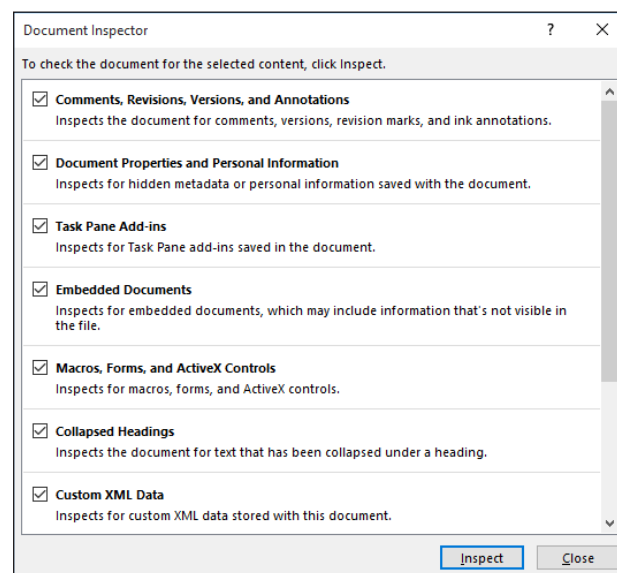 Document Inspector
?
To check the document for the selected content, click Inspect.
Comments, Revisions, Versions, and Annotations
Inspects the document for comments, versions, revision marks, and ink annotations.
Document Properties and Personal Information
Inspects for hidden metadata or personal information saved with the document.
Task Pane Add-ins
Inspects for Task Pane add-ins saved in the document.
Embedded Documents
Inspects for embedded documents, which may include information that's not visible in
the file.
Macros, Forms, and ActiveX Controls
Inspects for macros, forms, and ActiveX controls.
Collapsed Headings
Inspects the document for text that has been collapsed under a heading.
Custom XML Data
Inspects for custom XML data stored with this document.
Inspect Close